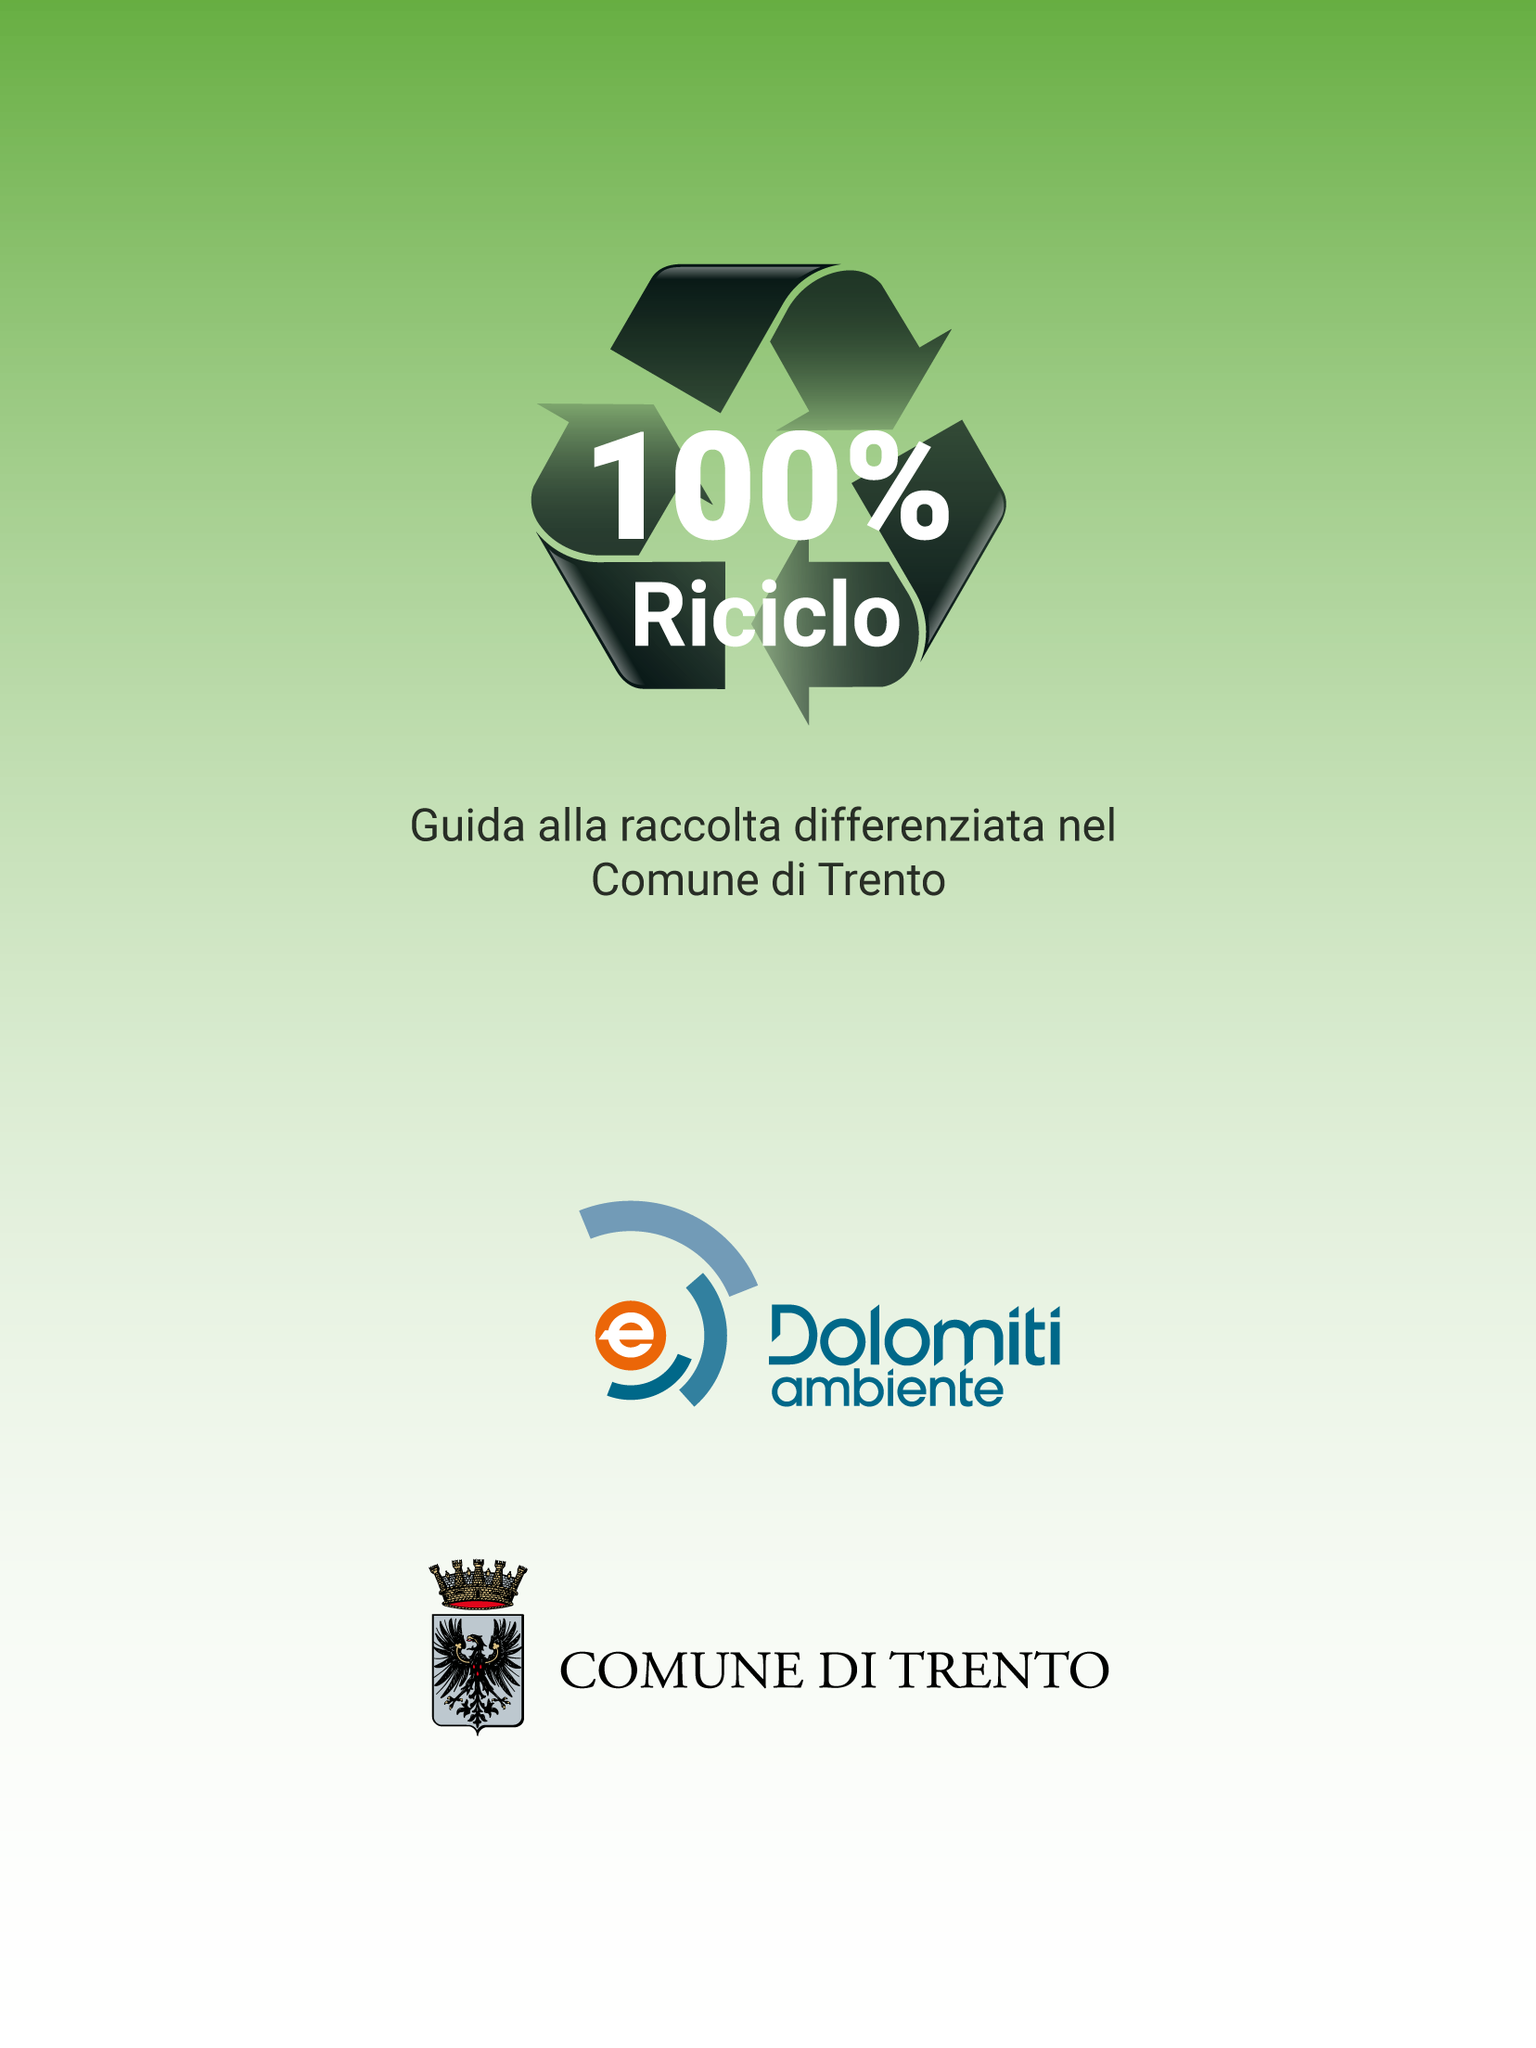 100%
Riciclo
Guida alla raccolta differenziata nel
Comune di Trento
e
Dolomiti
ambiente
COMUNE DI TRENTO